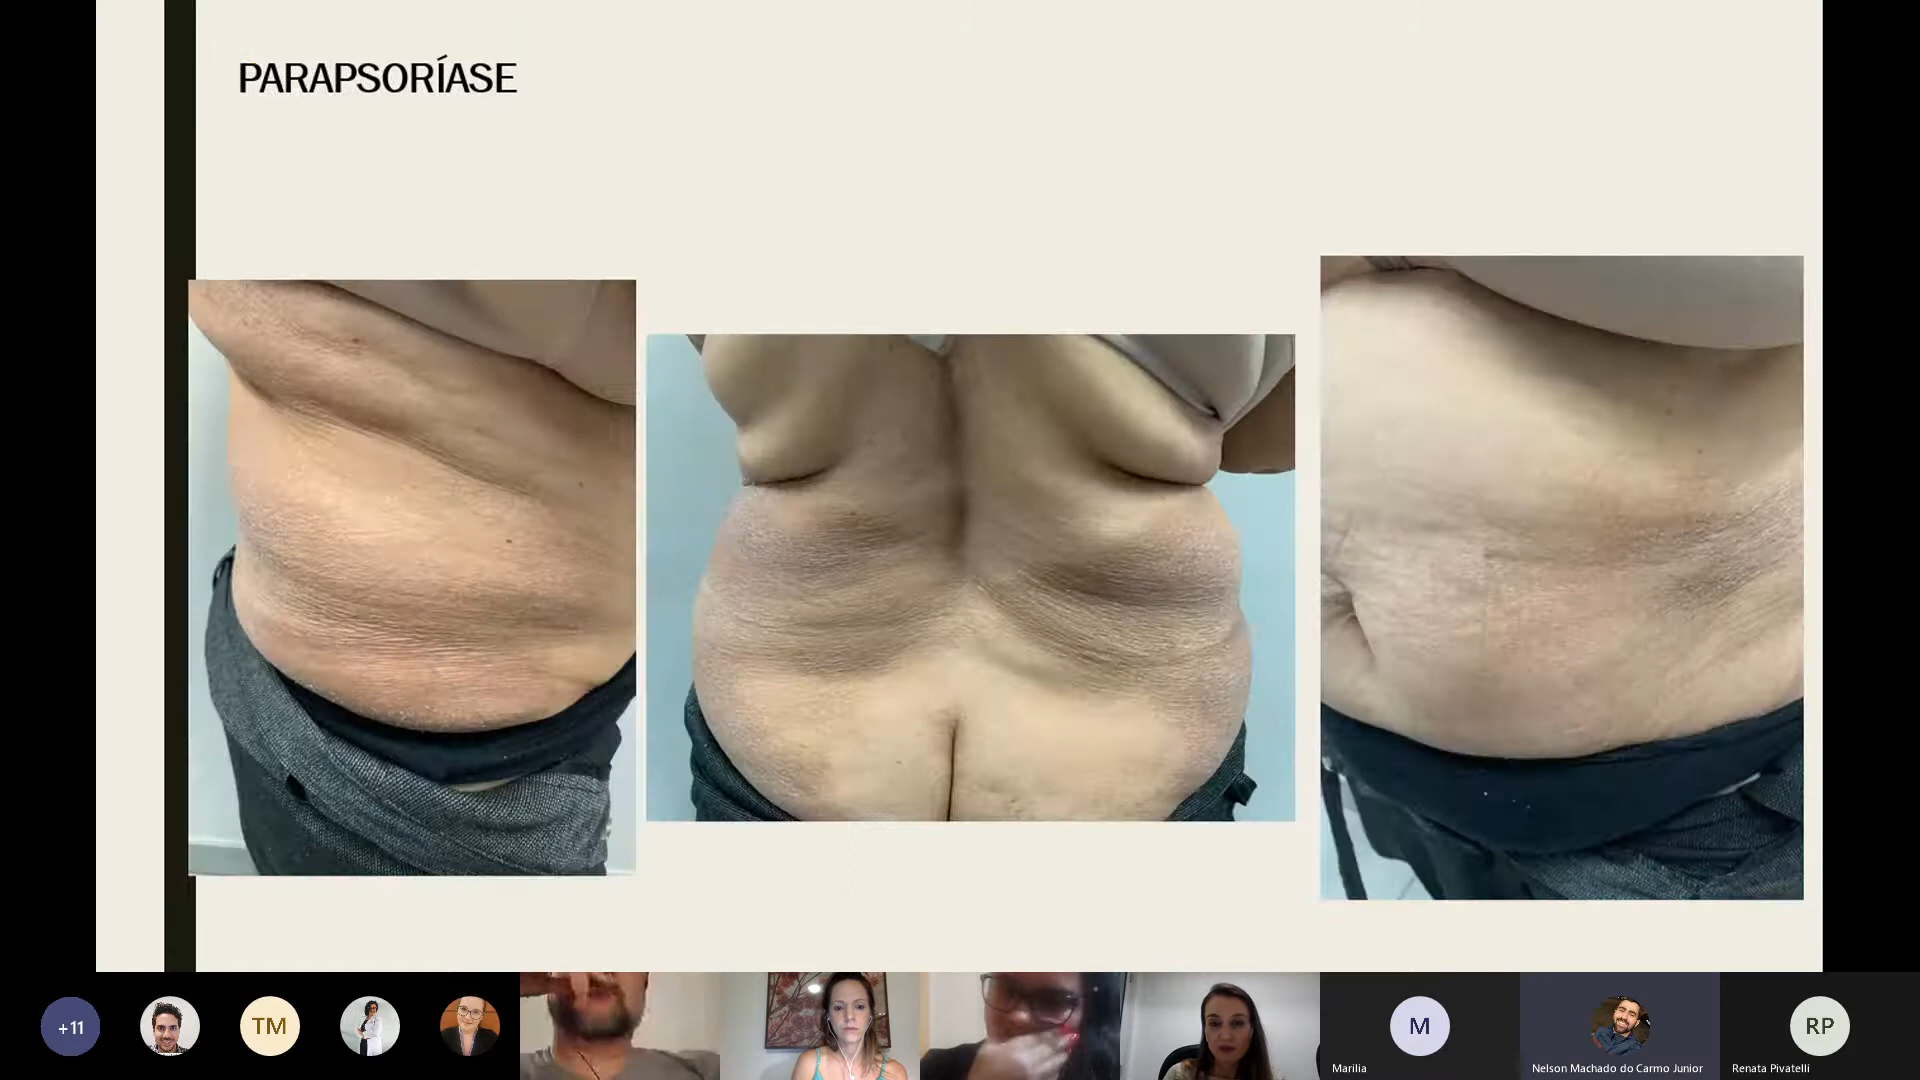 PARAPSORÍASE
+11
TM
M
RP
Marilia
Nelson Machado do Carmo Junior
Renata Pivatelli